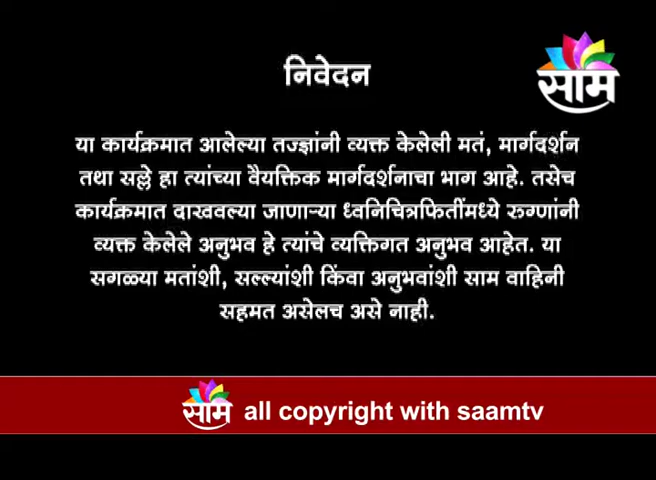 निवेदन
साम
या कार्यक्रमात आलेल्या तज्ज्ञांनी व्यक्त केलेली मतं, मार्गदर्शन
तथा सल्ले हा त्यांच्या वैयक्तिक मार्गदर्शनाचा भाग आहे. तसेच
कार्यक्रमात दाखवल्या जाणाऱ्या ध्वनिचित्रफितींमध्ये रुग्णांनी
व्यक्त केलेले अनुभव हे त्यांचे व्यक्तिगत अनुभव आहेत. या
सगळ्या मतांशी, सल्ल्यांशी किंवा अनुभवांशी साम वाहिनी
सहमत असेलच असे नाही.
साम all copyright with saamtv